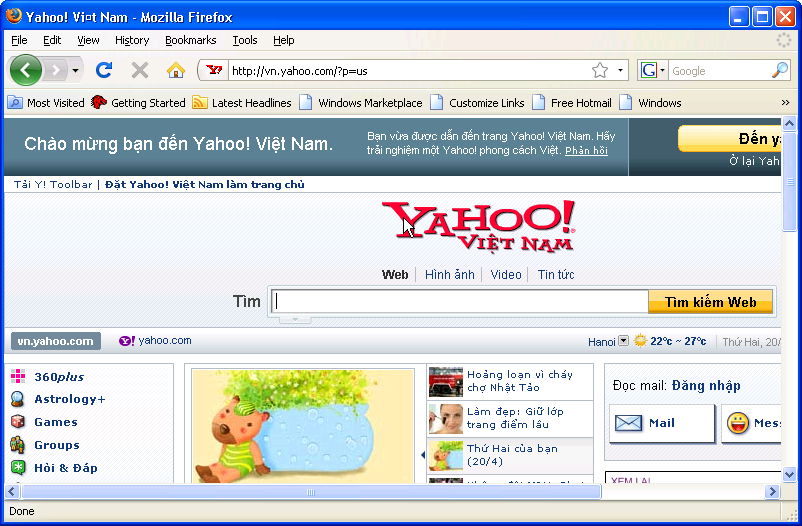 Yahoo! Vi¤t Nam - Mozilla Firefox
File Edit View History Bookmarks Tools Help
http://vn.yahoo.com/?p=us
Google
Most Visited Getting Started Latest Headlines Windows Marketplace Customize Links Free Hotmail Windows
Chào mừng bạn đến Yahoo! Việt Nam.
Bạn vừa được dẫn đến trang Yahoo! Việt Nam. Hãy
trải nghiệm một Yahoo! phong cách Việt. Phản hồi
Đến y
Ở lại Yah
Tải Y! Toolbar | Đặt Yahoo! Việt Nam làm trang chủ
YAHOO!
VIỆT NAM
Web Hình ảnh Video Tin tức
Tìm
Tìm kiếm Web
vn.yahoo.com
yahoo.com
Hanoi 22°c ~ 27°c Thứ Hai, 20/
360plus
Astrology+
Games
Groups
Hỏi & Đáp
Hoảng loạn vì cháy
chợ Nhật Tảo
Làm đẹp: Giữ lớp
trang điểm lâu
Thứ Hai của bạn
(20/4)
Đọc mail: Đăng nhập
Mail
Mess
XEM LẠI
Done